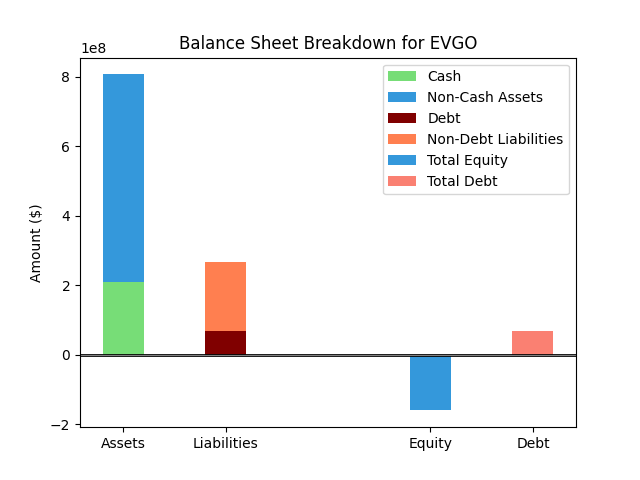 Balance Sheet Breakdown for EVGO
1e8
8
6
4
2
0
−2
Amount ($)
Cash
Non-Cash Assets
Debt
Non-Debt Liabilities
Total Equity
Total Debt
Assets
Liabilities
Equity
Debt